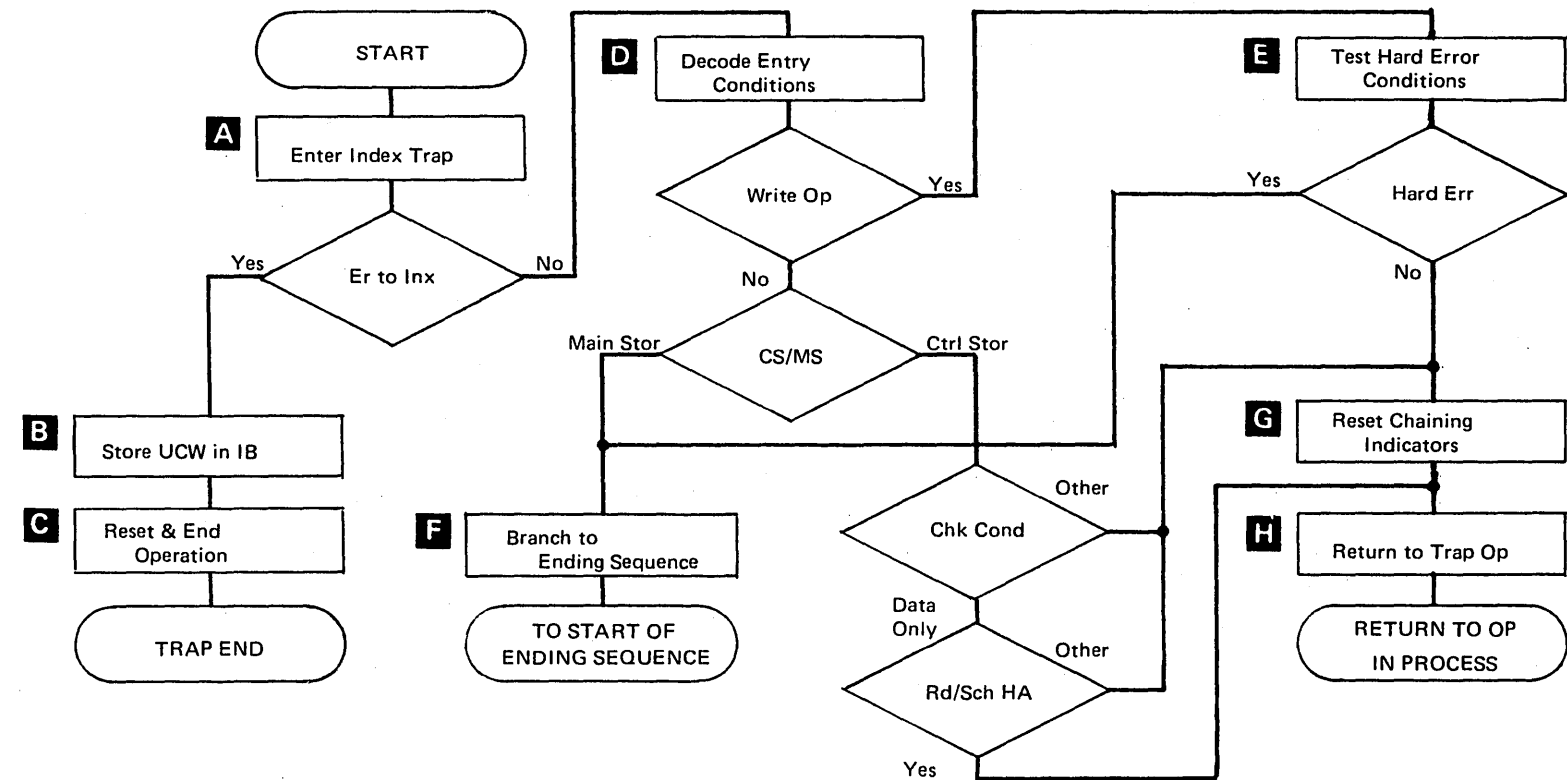 START
A
Enter Index Trap
Yes
Er to Inx
No
B
Store UCW in IB
C
Reset & End
Operation
TRAP END
D
Decode Entry
Conditions
Write Op
Yes
No
Main Stor
CS/MS
Ctrl Stor
F
Branch to
Ending Sequence
TO START OF
ENDING SEQUENCE
Chk Cond
Other
Data
Only
Rd/Sch HA
Other
Yes
E
Test Hard Error
Conditions
Yes
Hard Err
No
G
Reset Chaining
Indicators
H
Return to Trap Op
RETURN TO OP
IN PROCESS